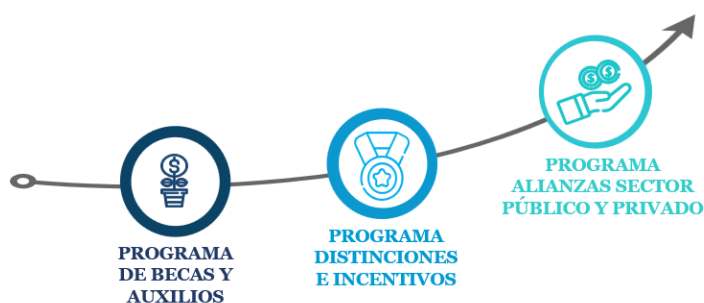 PROGRAMA
DE BECAS Y
AUXILIOS
PROGRAMA
DISTINCIONES
E INCENTIVOS
PROGRAMA
ALIANZAS SECTOR
PÚBLICO Y PRIVADO